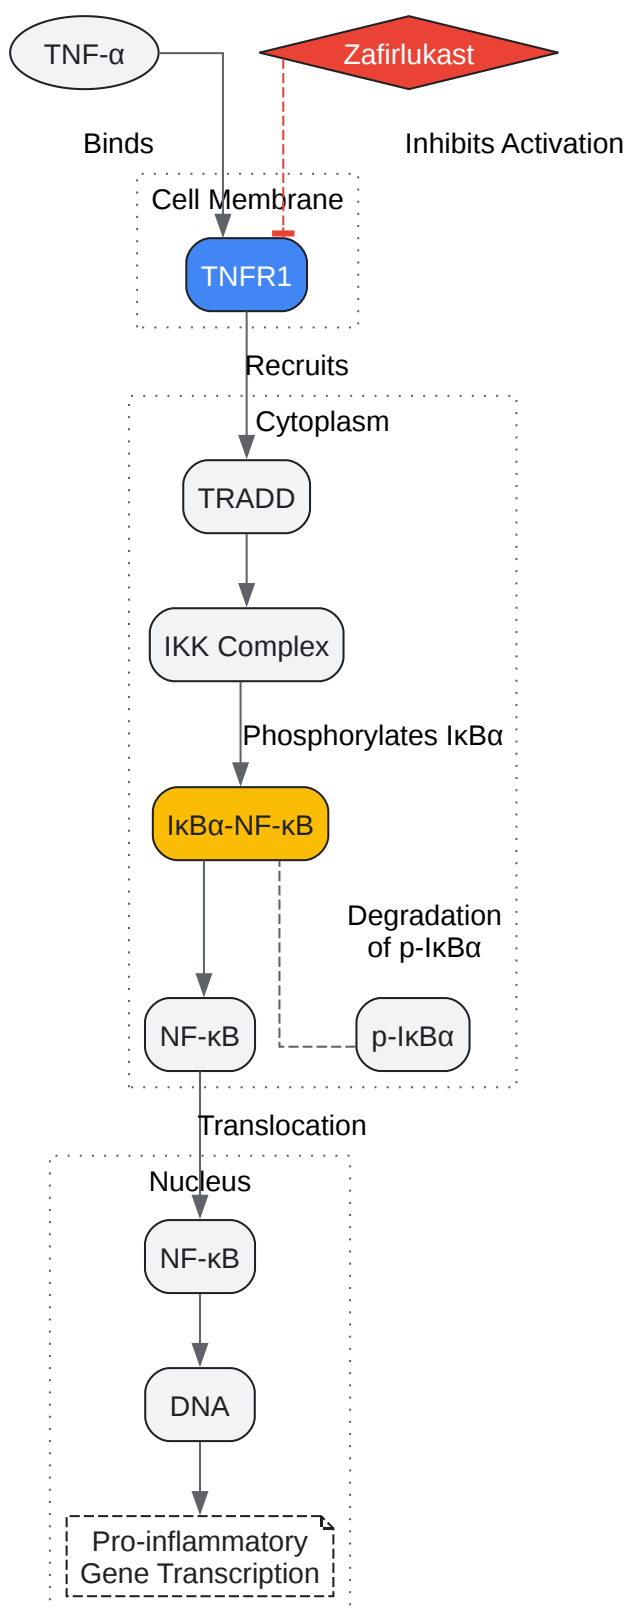 TNF-α
Zafirlukast
Binds
Inhibits Activation
Cell Membrane
TNFR1
Recruits
Cytoplasm
TRADD
IKK Complex
Phosphorylates IκBα
IκBα-NF-κB
Degradation
of p-IκBα
NF-κB
p-IκBα
Translocation
Nucleus
NF-κB
DNA
Pro-inflammatory
Gene Transcription